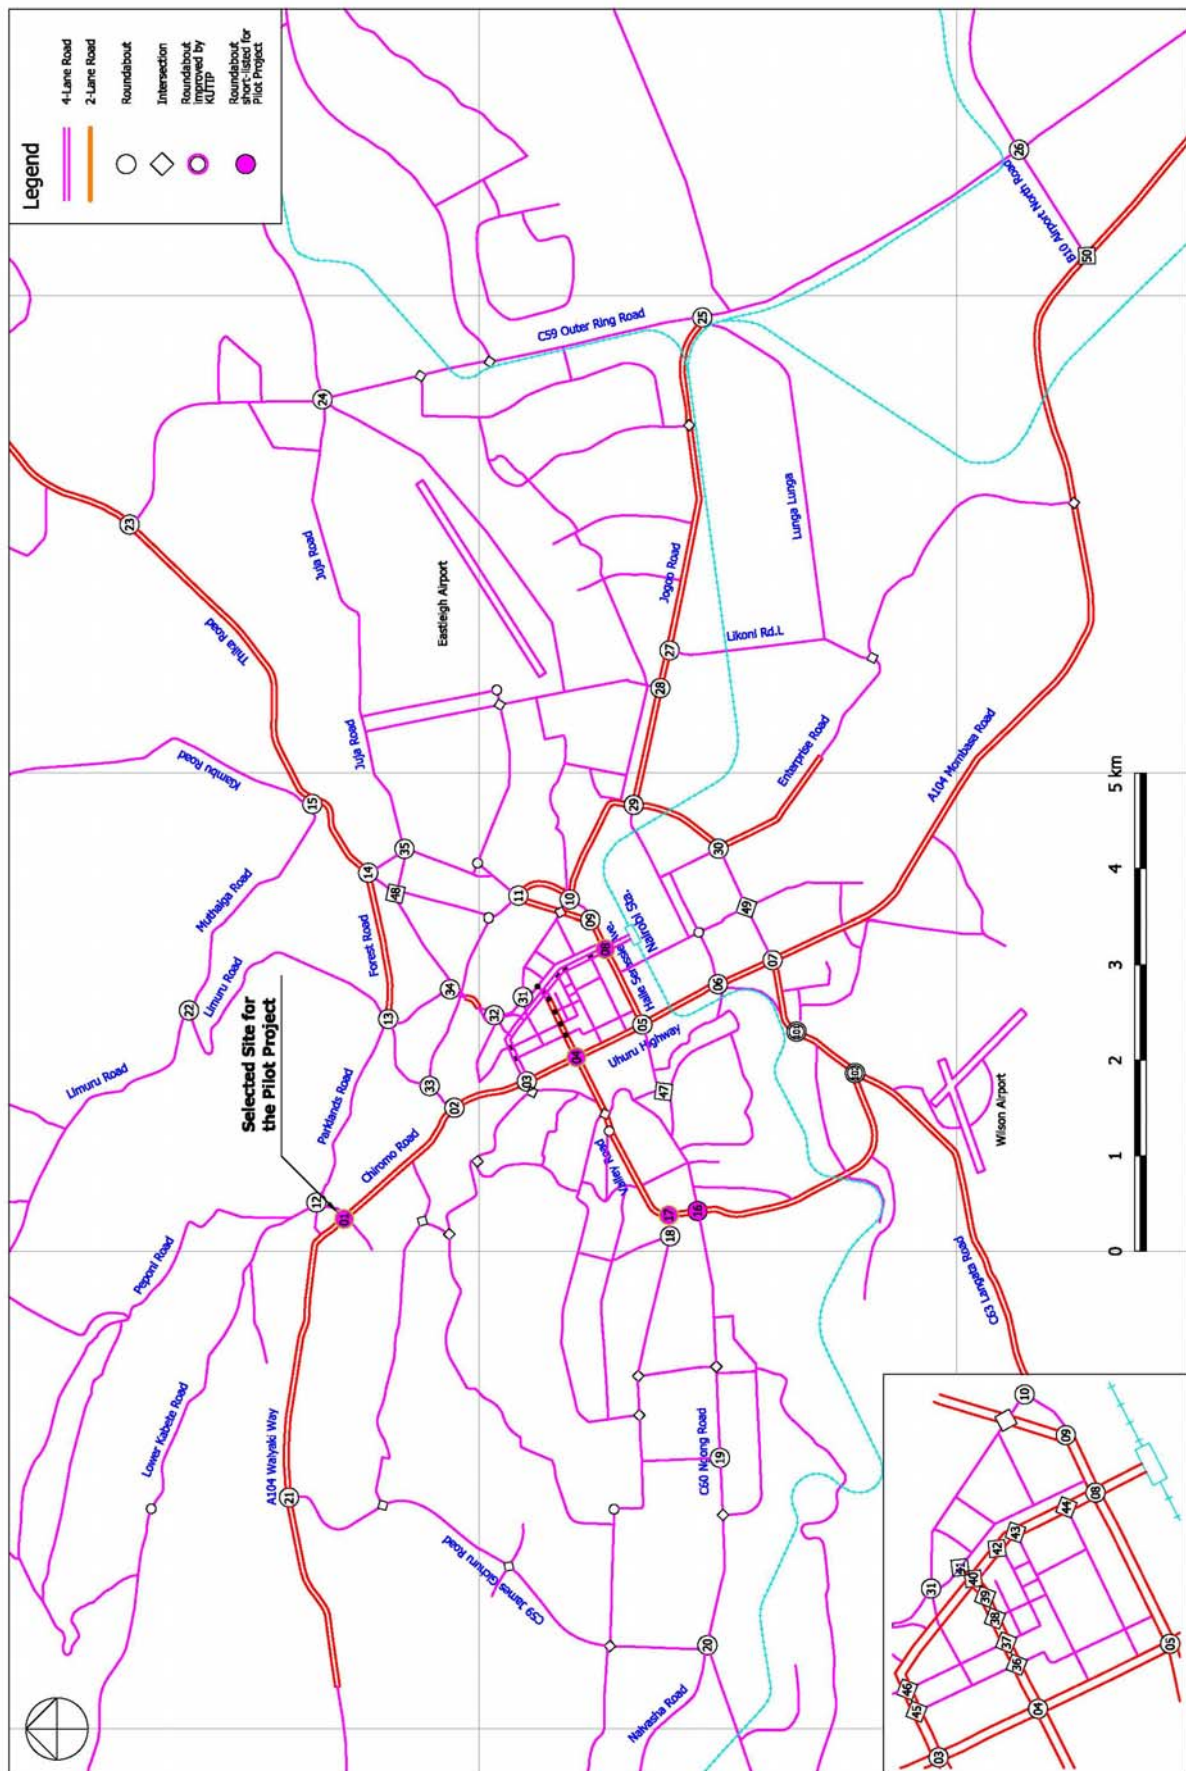 Legend
4-Lane Road
2-Lane Road
Roundabout
Intersection
Roundabout
improved by
KUTTIP
Roundabout
short-listed for
Pilot Project
Selected Site for
the Pilot Project
Thika Road
Kiambu Road
Muthaiga Road
Limuru Road
Limuru Road
Forest Road
Parklands Road
Chiromo Road
Peponi Road
Lower Kabete Road
A104 Waiyaki Way
C59 James Gichuru Road
Naivasha Road
C60 Ngong Road
Valley Road
Uhuru Highway
Haile Serassie Ave.
Nairobi Sta.
Juja Road
Juja Road
Eastleigh Airport
C59 Outer Ring Road
Jogoo Road
Lunga Lunga
Likoni Rd.L
Enterprise Road
A104 Mombasa Road
B10 Airport North Road
Wilson Airport
C63 Langata Road
0
1
2
3
4
5 km
01
02
03
04
05
06
07
08
09
10
11
12
13
14
15
16
17
18
19
20
21
22
23
24
25
26
27
28
29
30
31
32
33
34
35
47
48
49
50
101
102
03
04
05
08
09
10
31
36
37
38
39
40
41
42
43
44
45
46